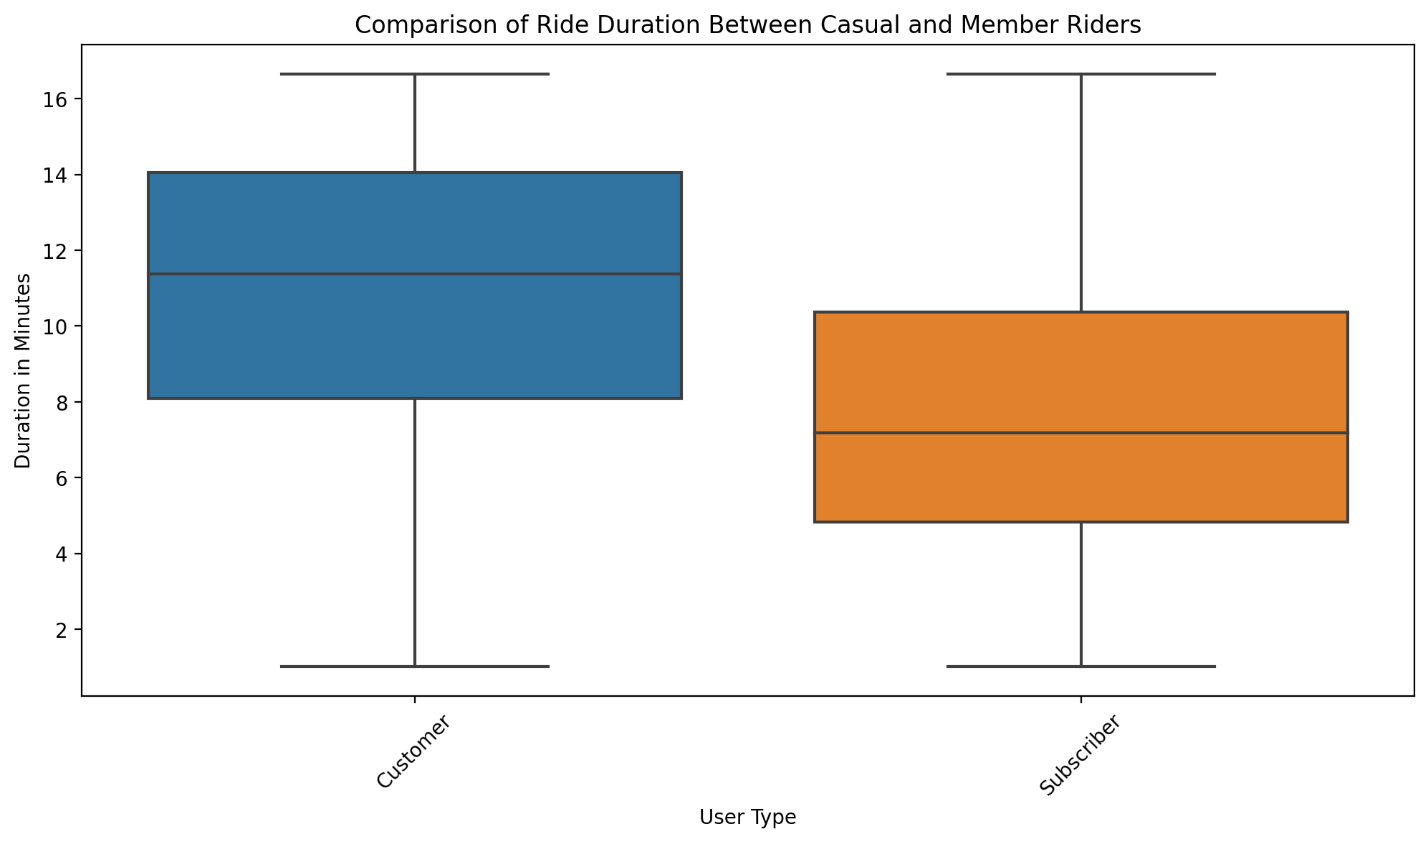 Comparison of Ride Duration Between Casual and Member Riders
Duration in Minutes
16
14
12
10
8
6
4
2
Customer
Subscriber
User Type